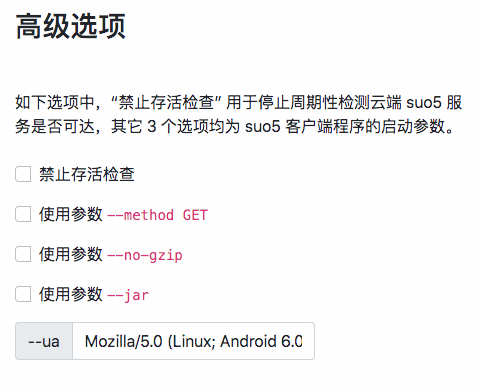 高级选项
如下选项中，“禁止存活检查” 用于停止周期性检测云端 suo5 服
务是否可达，其它 3 个选项均为 suo5 客户端程序的启动参数。
禁止存活检查
使用参数 --method GET
使用参数 --no-gzip
使用参数 --jar
--ua Mozilla/5.0 (Linux; Android 6.0